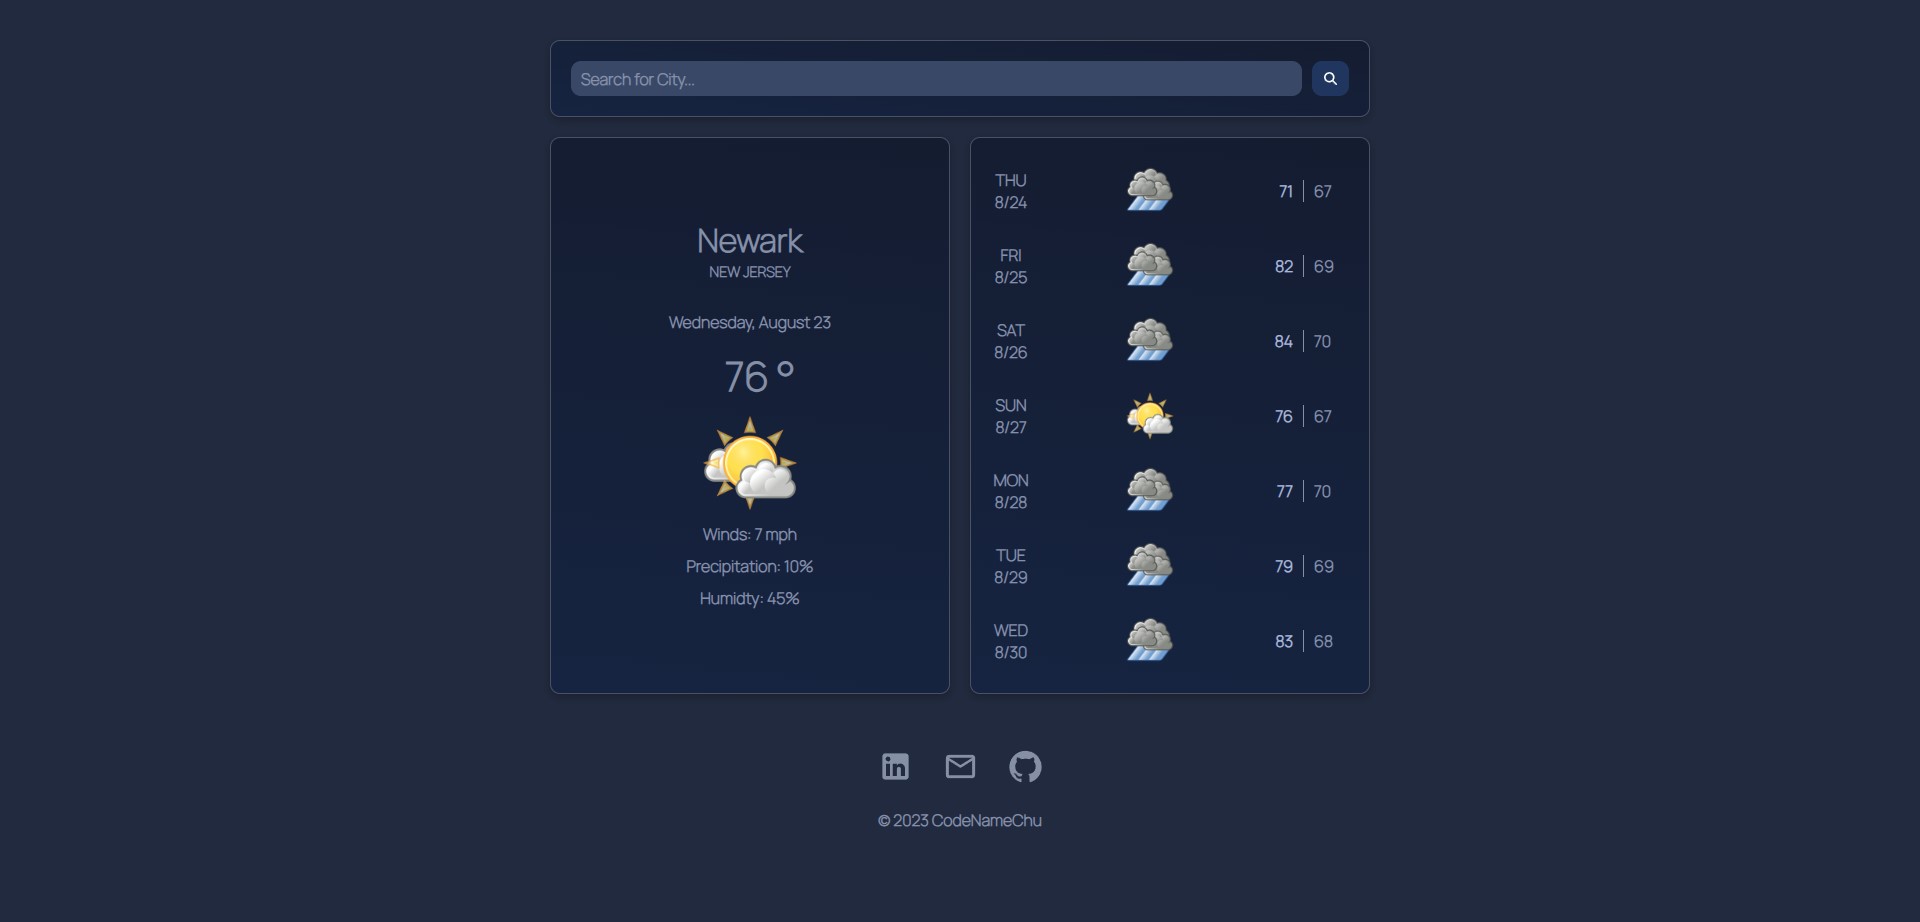 Search for City...
Newark
NEW JERSEY
Wednesday, August 23
76 °
Winds: 7 mph
Precipitation: 10%
Humidty: 45%
THU
8/24
71 | 67
FRI
8/25
82 | 69
SAT
8/26
84 | 70
SUN
8/27
76 | 67
MON
8/28
77 | 70
TUE
8/29
79 | 69
WED
8/30
83 | 68
in
© 2023 CodeNameChu